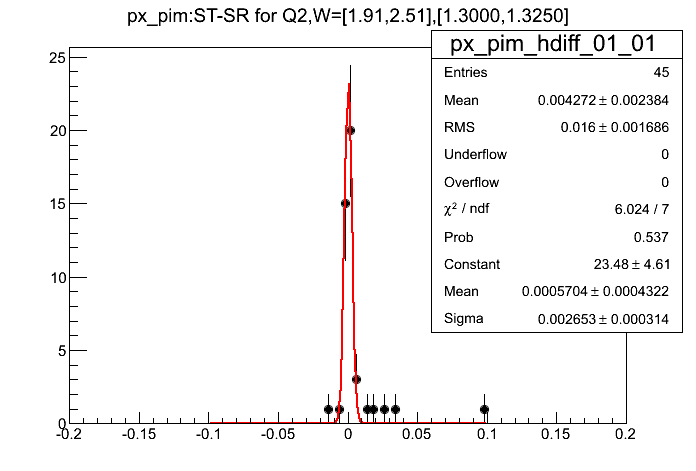 px_pim:ST-SR for Q2,W=[1.91,2.51],[1.3000,1.3250]
px_pim_hdiff_01_01
Entries 45
Mean 0.004272 ± 0.002384
RMS 0.016 ± 0.001686
Underflow 0
Overflow 0
χ² / ndf 6.024 / 7
Prob 0.537
Constant 23.48 ± 4.61
Mean 0.0005704 ± 0.0004322
Sigma 0.002653 ± 0.000314
25
20
15
10
5
0
-0.2 -0.15 -0.1 -0.05 0 0.05 0.1 0.15 0.2